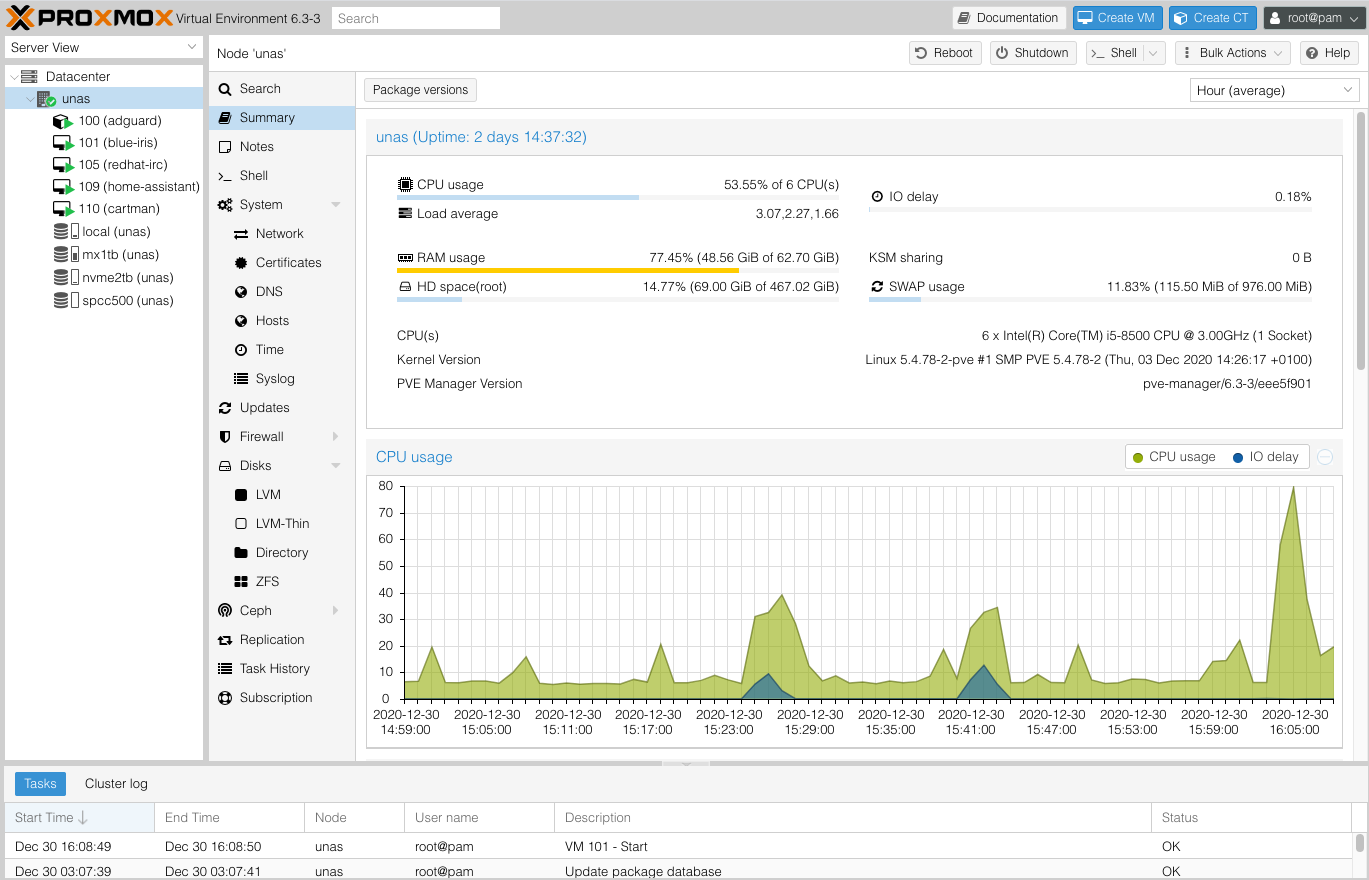 PROXMOX Virtual Environment 6.3-3 Search Documentation Create VM Create CT root@pam
Server View
Datacenter
unas
100 (adguard)
101 (blue-iris)
105 (redhat-irc)
109 (home-assistant)
110 (cartman)
local (unas)
mx1tb (unas)
nvme2tb (unas)
spcc500 (unas)
Node 'unas' Reboot Shutdown >_ Shell Bulk Actions Help
Search
Summary
Notes
>_ Shell
System
Network
Certificates
DNS
Hosts
Time
Syslog
Updates
Firewall
Disks
LVM
LVM-Thin
Directory
ZFS
Ceph
Replication
Task History
Subscription
Package versions Hour (average)
unas (Uptime: 2 days 14:37:32)
CPU usage 53.55% of 6 CPU(s)
IO delay 0.18%
Load average 3.07,2.27,1.66
RAM usage 77.45% (48.56 GiB of 62.70 GiB) KSM sharing 0 B
HD space(root) 14.77% (69.00 GiB of 467.02 GiB) SWAP usage 11.83% (115.50 MiB of 976.00 MiB)
CPU(s) 6 x Intel(R) Core(TM) i5-8500 CPU @ 3.00GHz (1 Socket)
Kernel Version Linux 5.4.78-2-pve #1 SMP PVE 5.4.78-2 (Thu, 03 Dec 2020 14:26:17 +0100)
PVE Manager Version pve-manager/6.3-3/eee5f901
CPU usage CPU usage IO delay
80
70
60
50
40
30
20
10
0
2020-12-30 2020-12-30 2020-12-30 2020-12-30 2020-12-30 2020-12-30 2020-12-30 2020-12-30 2020-12-30 2020-12-30 2020-12-30 2020-12-30
14:59:00 15:05:00 15:11:00 15:17:00 15:23:00 15:29:00 15:35:00 15:41:00 15:47:00 15:53:00 15:59:00 16:05:00
Tasks Cluster log
Start Time End Time Node User name Description Status
Dec 30 16:08:49 Dec 30 16:08:50 unas root@pam VM 101 - Start OK
Dec 30 03:07:39 Dec 30 03:07:41 unas root@pam Update package database OK